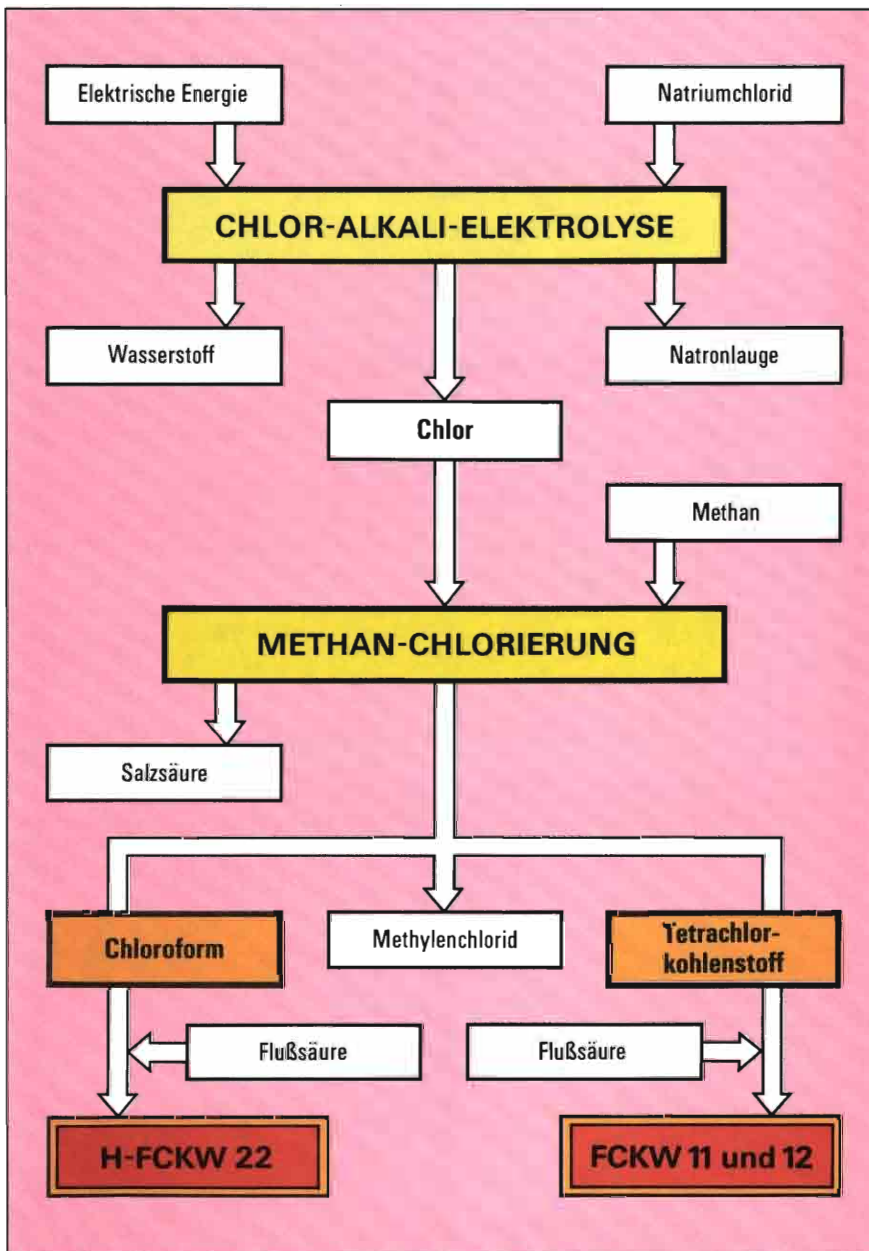 Elektrische Energie
Natriumchlorid
CHLOR-ALKALI-ELEKTROLYSE
Wasserstoff
Natronlauge
Chlor
Methan
METHAN-CHLORIERUNG
Salzsäure
Chloroform
Methylenchlorid
Tetrachlor-
kohlenstoff
Flußsäure
Flußsäure
H-FCKW 22
FCKW 11 und 12